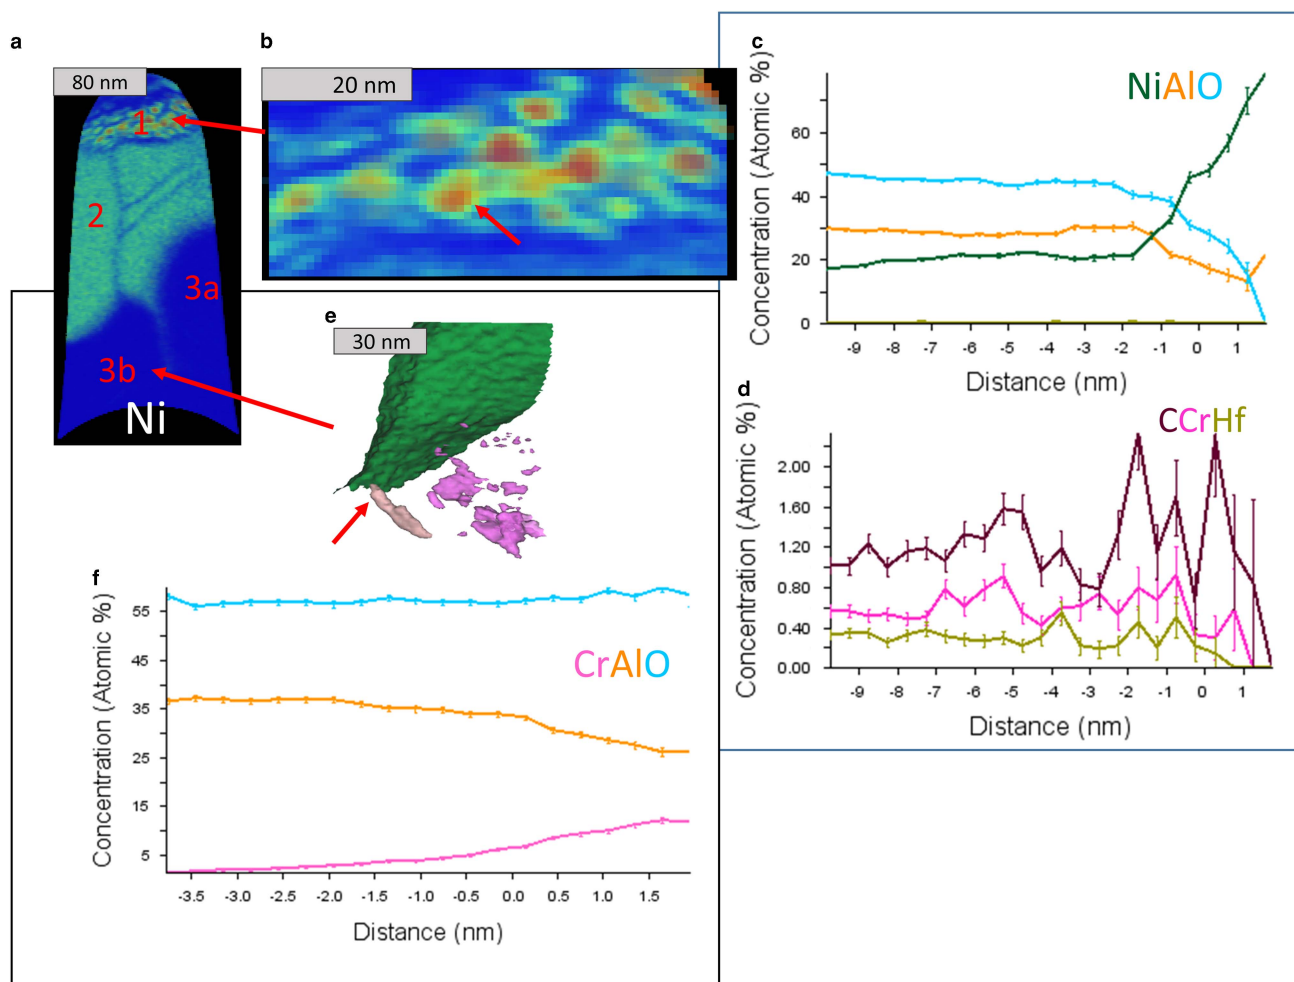 a
80 nm
1
2
3a
3b
Ni
b
20 nm
c
NiAlO
Concentration (Atomic %)
60
40
20
0
-9 -8 -7 -6 -5 -4 -3 -2 -1 0 1
Distance (nm)
d
CCrHf
Concentration (Atomic %)
2.00
1.60
1.20
0.80
0.40
0.00
-9 -8 -7 -6 -5 -4 -3 -2 -1 0 1
Distance (nm)
e
30 nm
f
CrAlO
Concentration (Atomic %)
55
45
35
25
15
5
-3.5 -3.0 -2.5 -2.0 -1.5 -1.0 -0.5 0.0 0.5 1.0 1.5
Distance (nm)